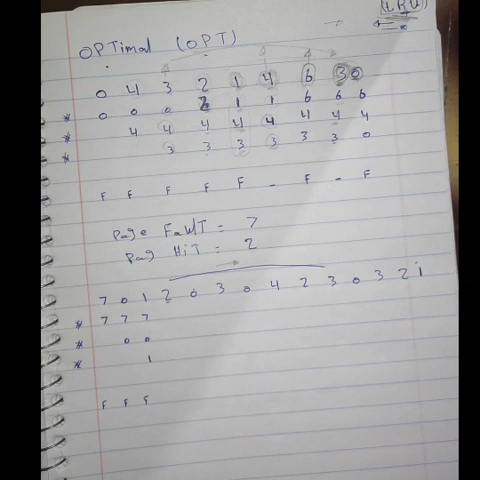 LRU
OPTimal (OPT)
0 4 3 2 1 4 6 3 0
* 0 0 0 2 1 1 6 6 6
* 4 4 4 4 4 4 4 4
* 3 3 3 3 3 3 0
F F F F F - F - F
Page FaulT = 7
Pag HiT = 2
7 0 1 2 0 3 0 4 2 3 0 3 2 1
* 7 7 7
* 0 0
* 1
F F F